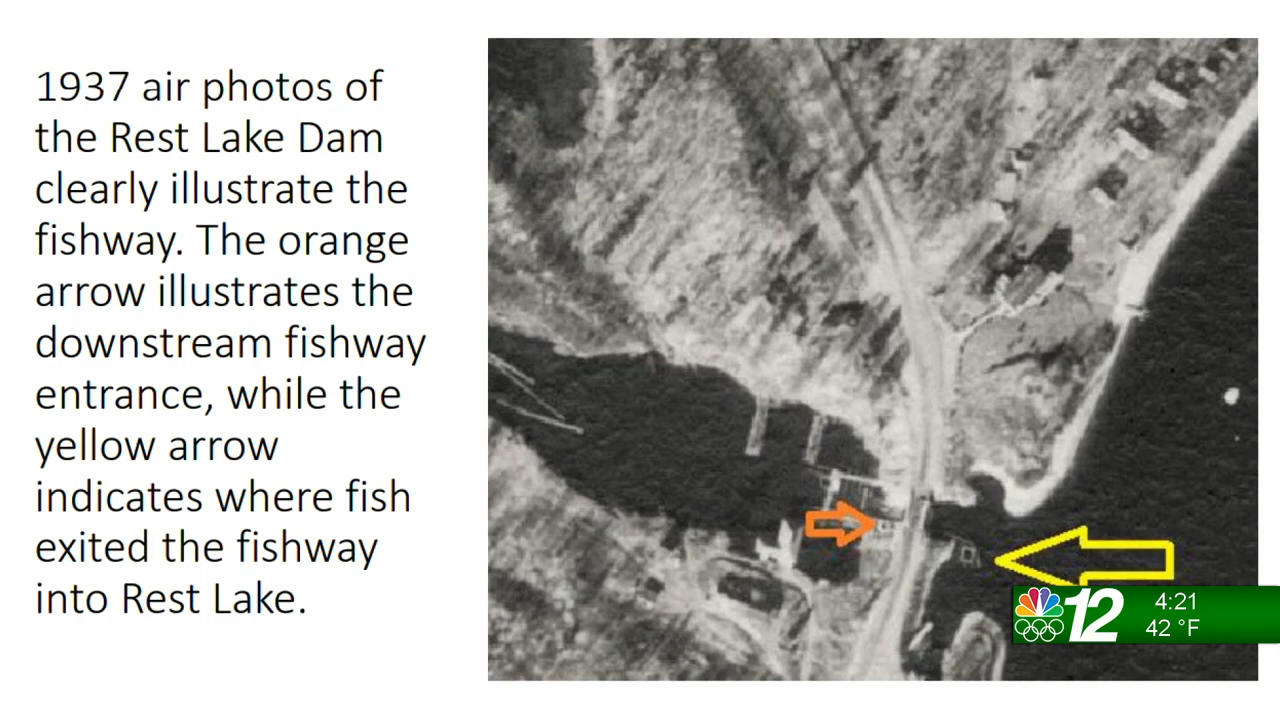 1937 air photos of
the Rest Lake Dam
clearly illustrate the
fishway. The orange
arrow illustrates the
downstream fishway
entrance, while the
yellow arrow
indicates where fish
exited the fishway
into Rest Lake.
12
4:21
42 °F